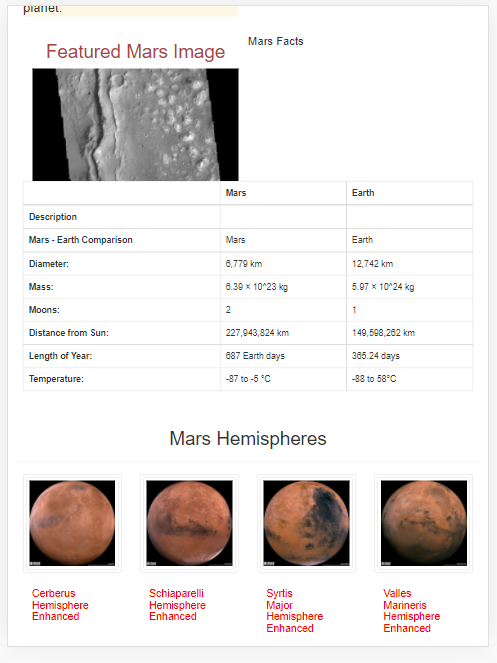 planet.
Featured Mars Image
Mars Facts
Mars Earth
Description
Mars - Earth Comparison Mars Earth
Diameter: 6,779 km 12,742 km
Mass: 6.39 × 10^23 kg 5.97 × 10^24 kg
Moons: 2 1
Distance from Sun: 227,943,824 km 149,598,262 km
Length of Year: 687 Earth days 365.24 days
Temperature: -87 to -5 °C -88 to 58°C
Mars Hemispheres
Cerberus
Hemisphere
Enhanced
Schiaparelli
Hemisphere
Enhanced
Syrtis
Major
Hemisphere
Enhanced
Valles
Marineris
Hemisphere
Enhanced